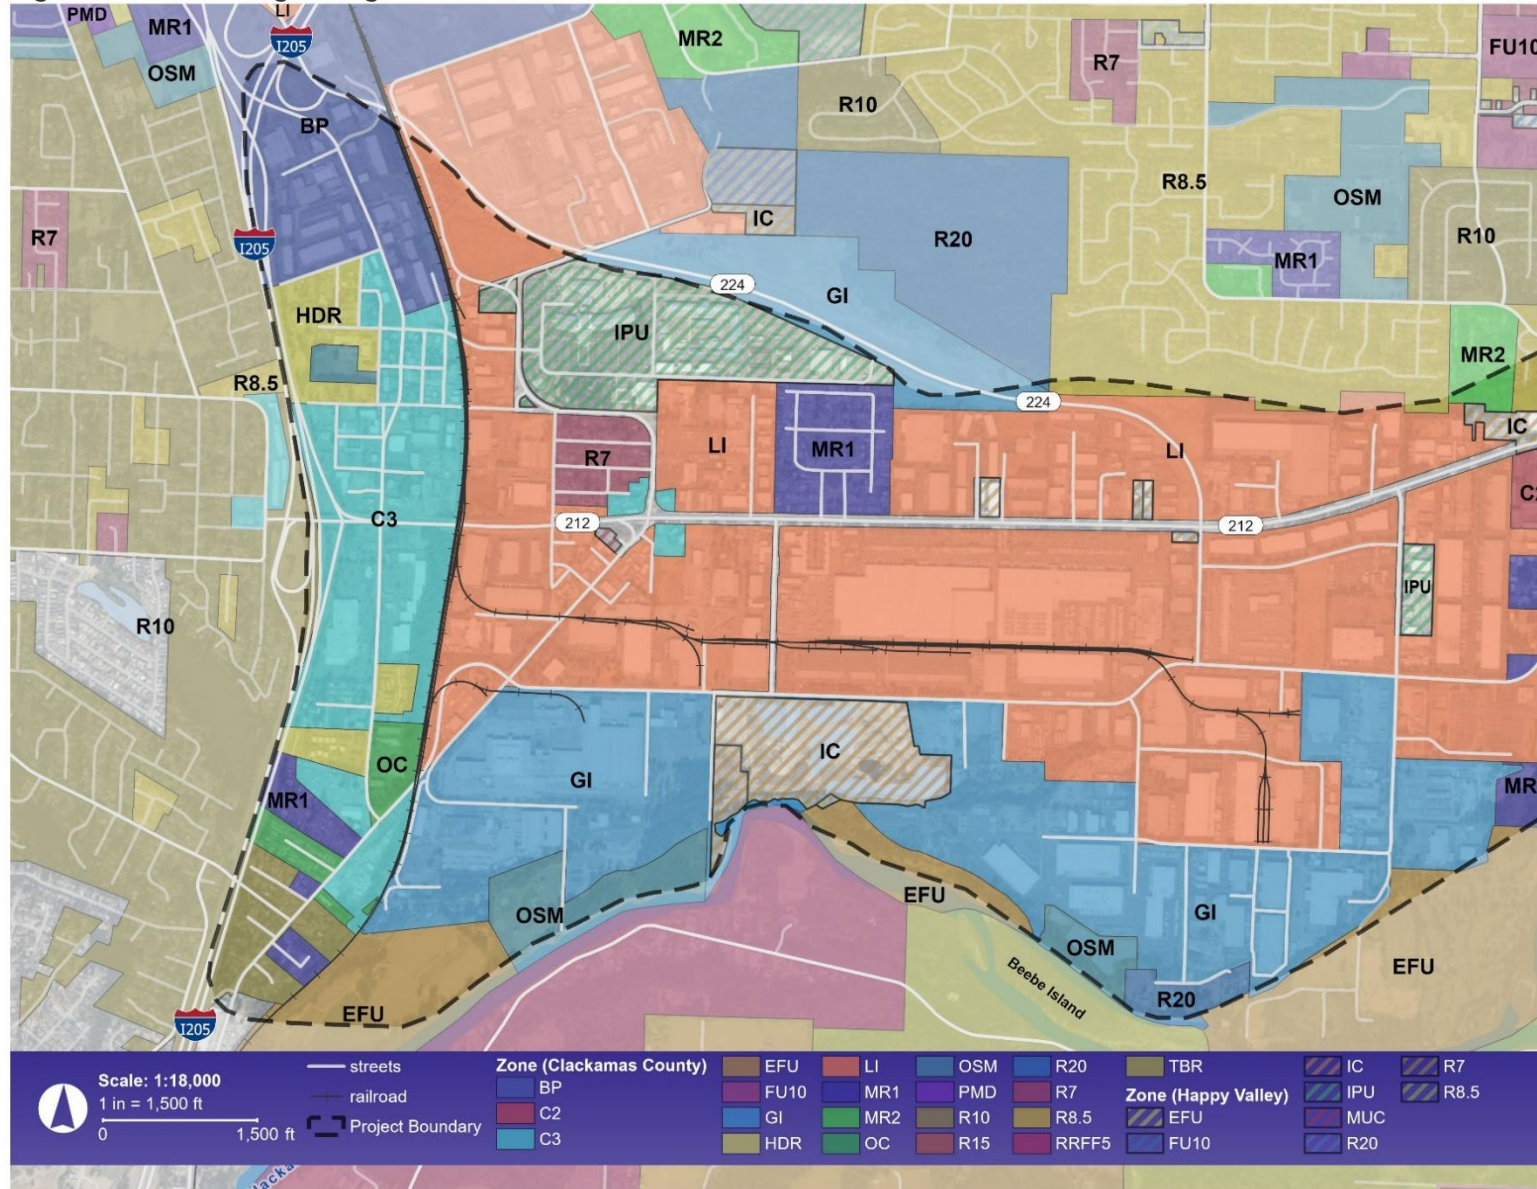 PMD
MR1
LI
I205
MR2
R7
FU10
OSM
BP
R10
R8.5
OSM
R7
I205
IC
R20
MR1
R10
224
GI
HDR
IPU
MR2
R8.5
224
IC
LI
MR1
LI
R7
C3
212
212
IPU
R10
OC
IC
GI
MR1
MR
EFU
OSM
GI
OSM
EFU
Beebe Island
R20
EFU
I205
Scale: 1:18,000
1 in = 1,500 ft
0 1,500 ft
streets
railroad
Project Boundary
Zone (Clackamas County)
BP
C2
C3
EFU
FU10
GI
HDR
LI
MR1
MR2
OC
OSM
PMD
R10
R15
R20
R7
R8.5
RRFF5
TBR
Zone (Happy Valley)
EFU
FU10
IC
IPU
MUC
R20
R7
R8.5